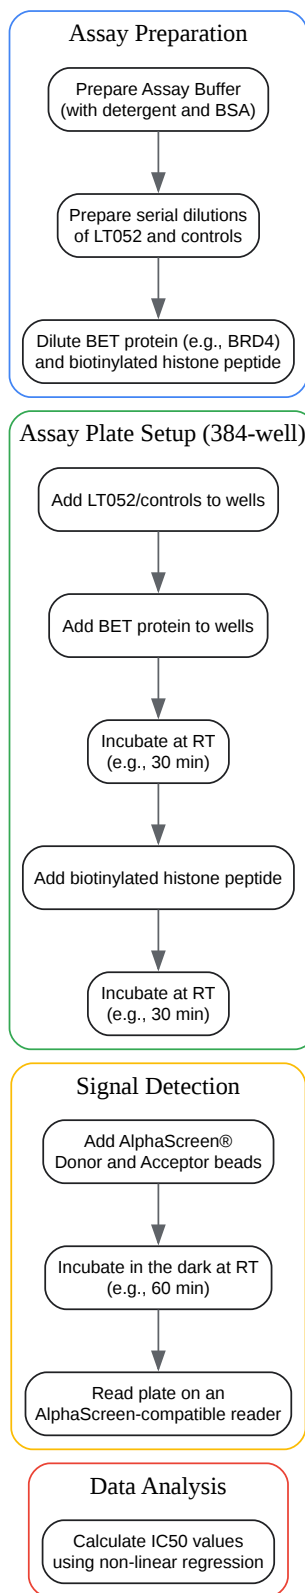 Assay Preparation
Prepare Assay Buffer
(with detergent and BSA)
Prepare serial dilutions
of LT052 and controls
Dilute BET protein (e.g., BRD4)
and biotinylated histone peptide
Assay Plate Setup (384-well)
Add LT052/controls to wells
Add BET protein to wells
Incubate at RT
(e.g., 30 min)
Add biotinylated histone peptide
Incubate at RT
(e.g., 30 min)
Signal Detection
Add AlphaScreen®
Donor and Acceptor beads
Incubate in the dark at RT
(e.g., 60 min)
Read plate on an
AlphaScreen-compatible reader
Data Analysis
Calculate IC50 values
using non-linear regression